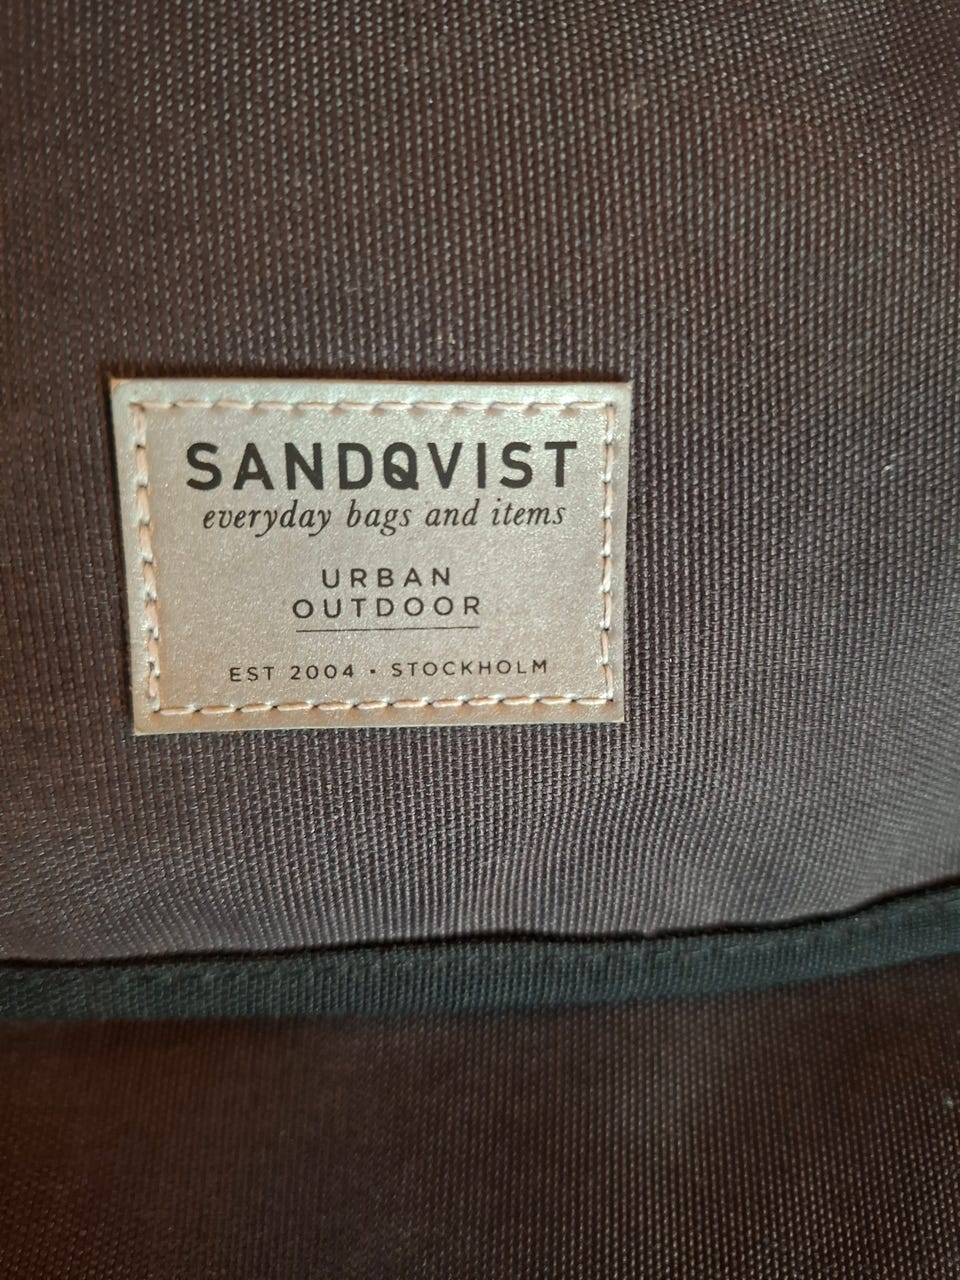 SANDQVIST
everyday bags and items
URBAN
OUTDOOR
EST 2004 • STOCKHOLM